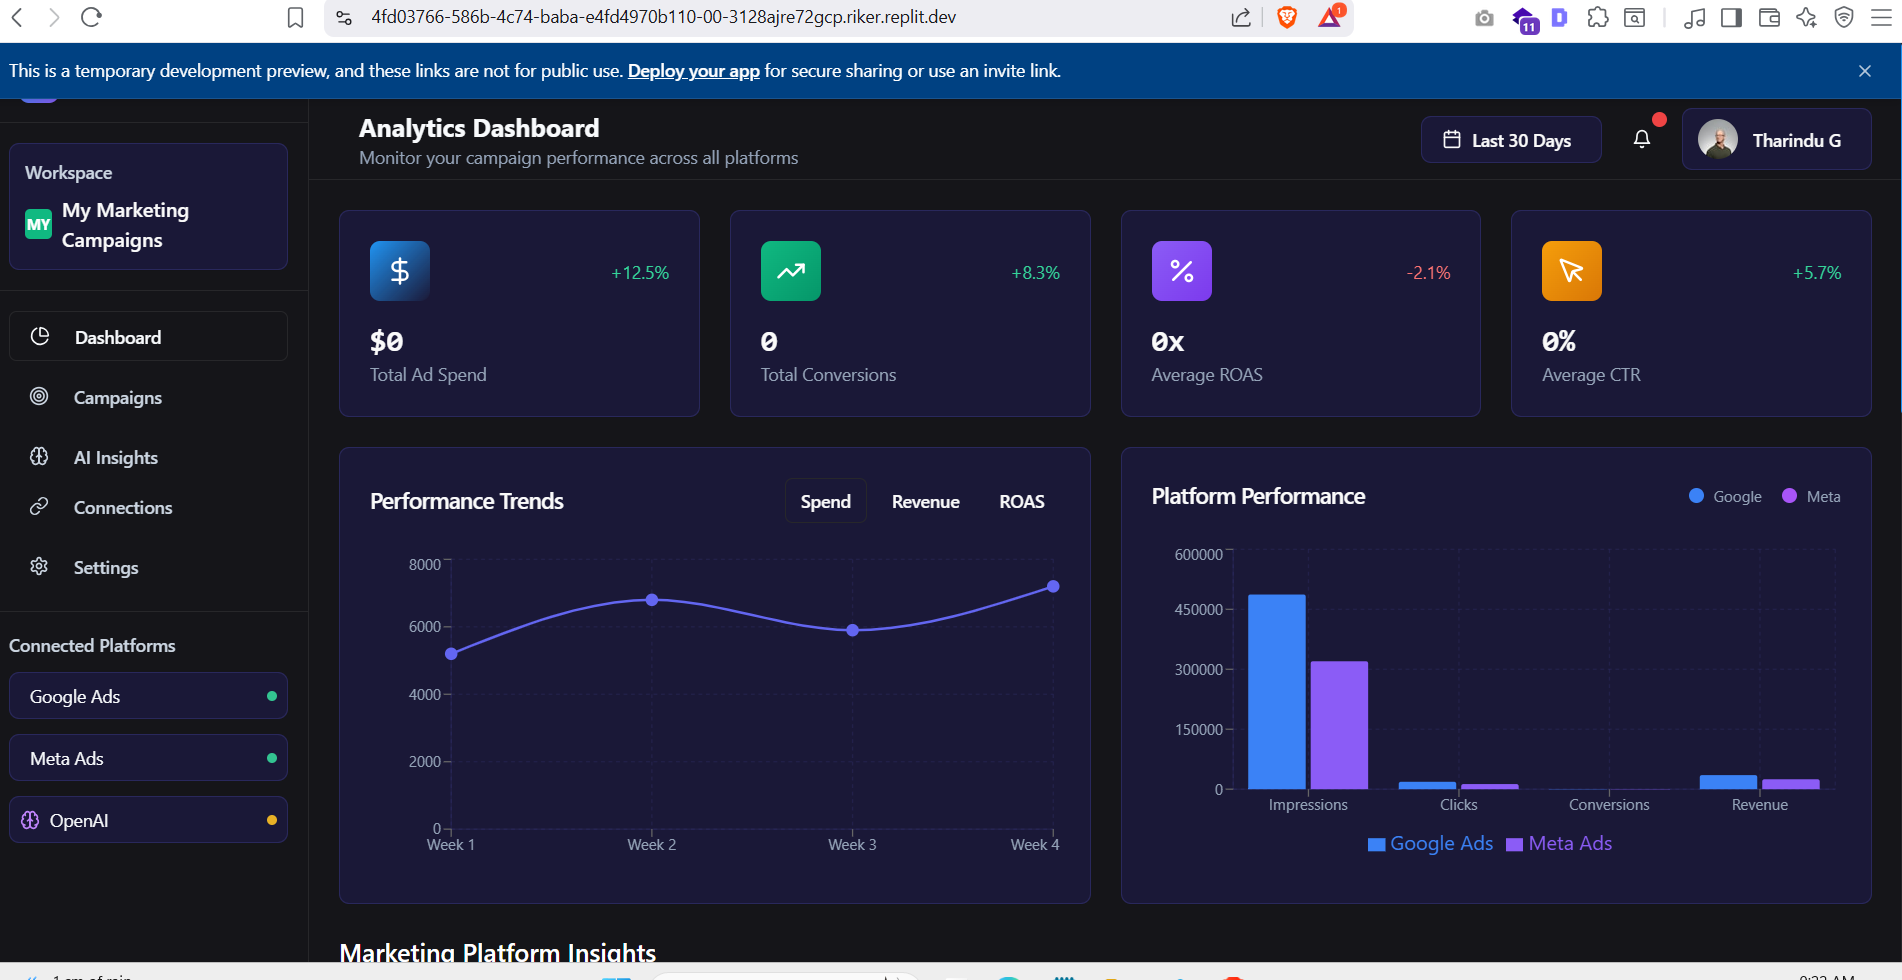 4fd03766-586b-4c74-baba-e4fd4970b110-00-3128ajre72gcp.riker.replit.dev
1
11
This is a temporary development preview, and these links are not for public use. Deploy your app for secure sharing or use an invite link.
Workspace
MY
My Marketing
Campaigns
Dashboard
Campaigns
AI Insights
Connections
Settings
Connected Platforms
Google Ads
Meta Ads
OpenAI
Analytics Dashboard
Monitor your campaign performance across all platforms
Last 30 Days
Tharindu G
+12.5%
$0
Total Ad Spend
+8.3%
0
Total Conversions
-2.1%
0x
Average ROAS
+5.7%
0%
Average CTR
Performance Trends
Spend Revenue ROAS
8000
6000
4000
2000
0
Week 1 Week 2 Week 3 Week 4
Platform Performance
Google Meta
600000
450000
300000
150000
0
Impressions Clicks Conversions Revenue
Google Ads Meta Ads
Marketing Platform Insights